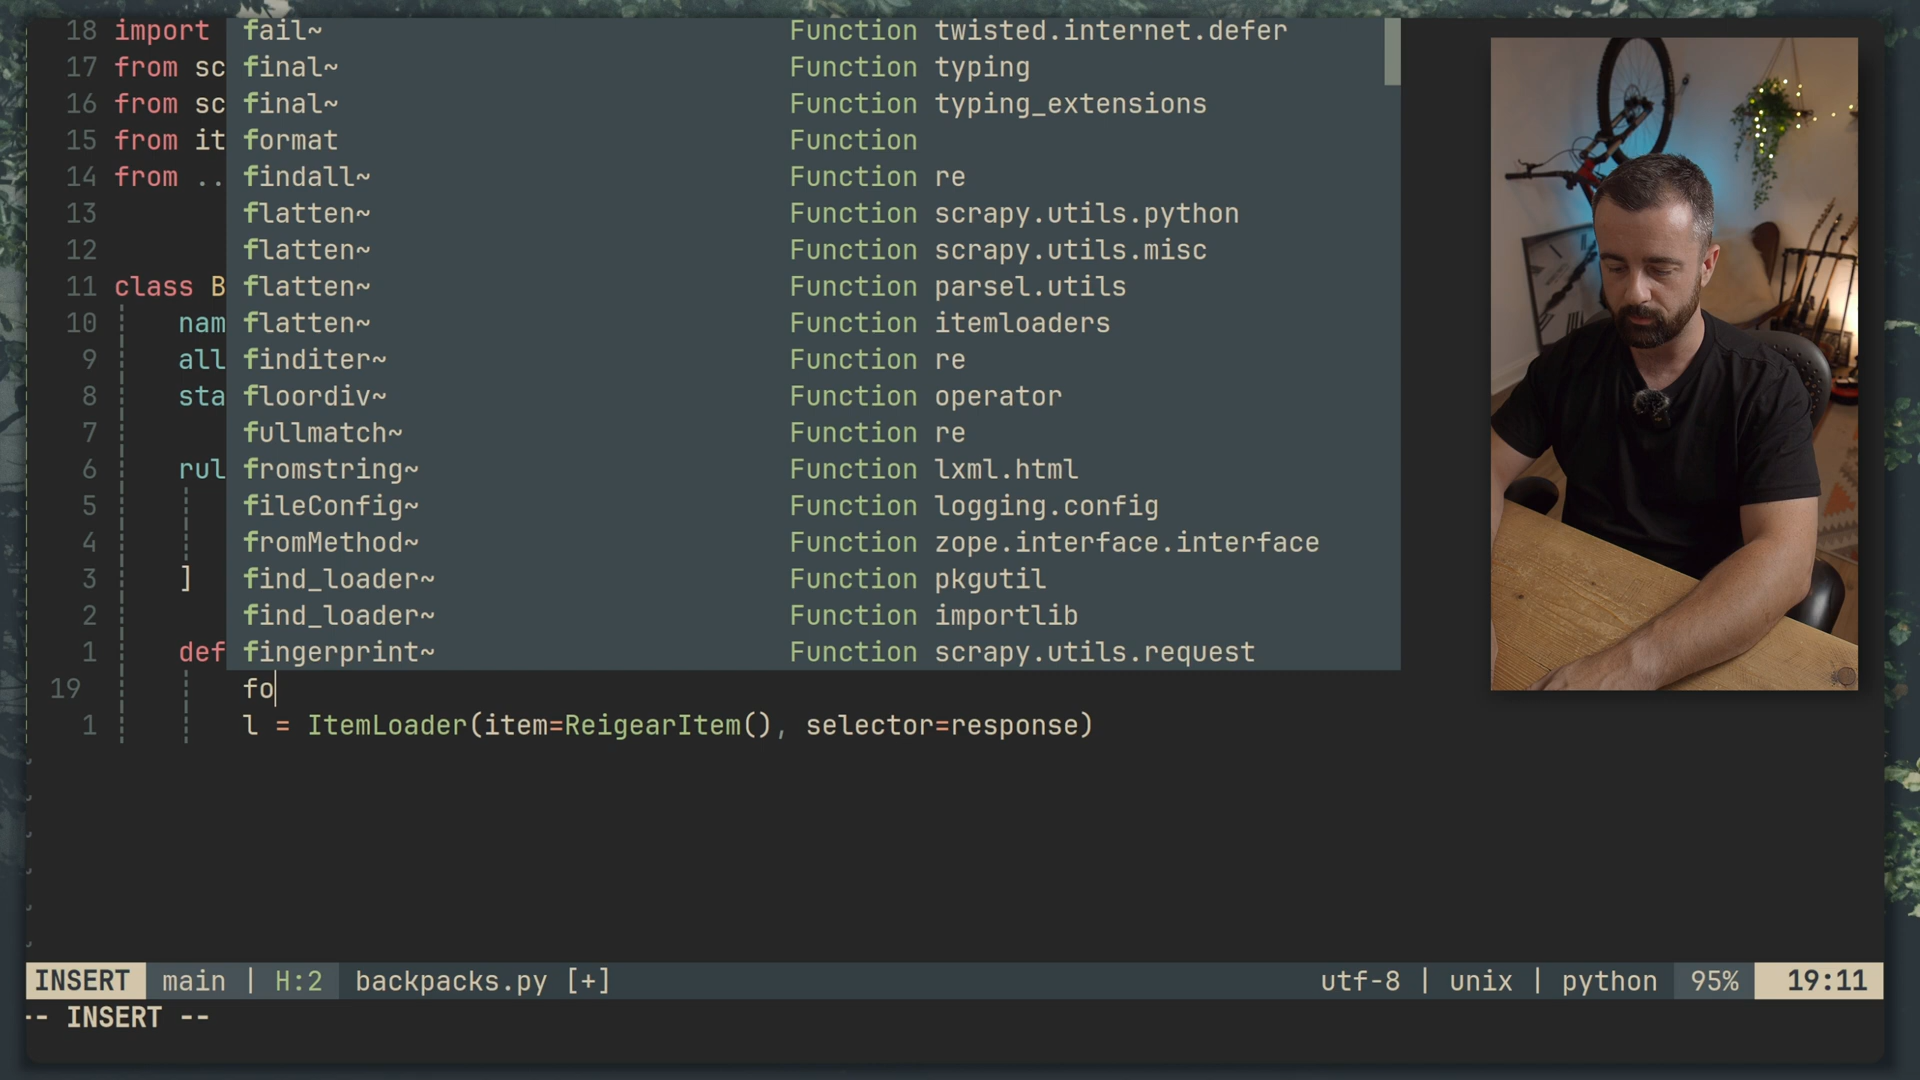 18 import fail~ Function twisted.internet.defer
17 from sc final~ Function typing
16 from sc final~ Function typing_extensions
15 from it format Function
14 from .. findall~ Function re
13 flatten~ Function scrapy.utils.python
12 flatten~ Function scrapy.utils.misc
11 class B flatten~ Function parsel.utils
10 nam flatten~ Function itemloaders
9 all finditer~ Function re
8 sta floordiv~ Function operator
7 fullmatch~ Function re
6 rul fromstring~ Function lxml.html
5 fileConfig~ Function logging.config
4 fromMethod~ Function zope.interface.interface
3 ] find_loader~ Function pkgutil
2 find_loader~ Function importlib
1 def fingerprint~ Function scrapy.utils.request
19 fo
1 l = ItemLoader(item=ReigearItem(), selector=response)
INSERT main | H:2 backpacks.py [+] utf-8 | unix | python 95% 19:11
-- INSERT --